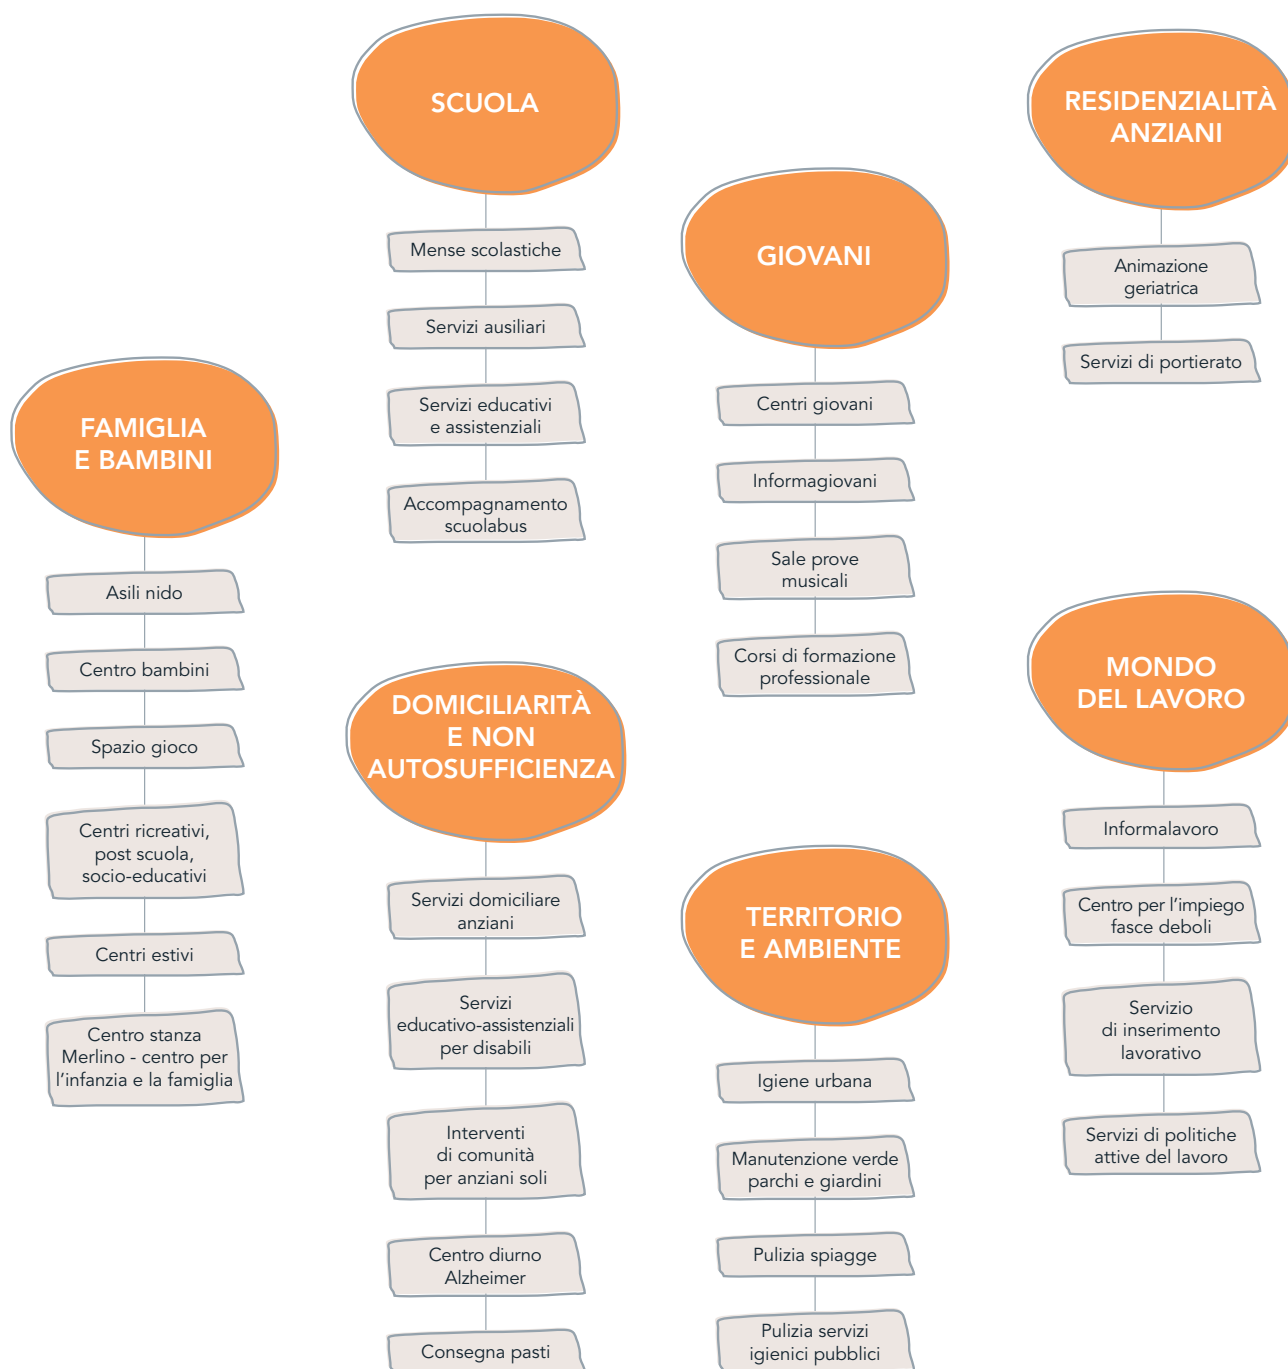 FAMIGLIA
E BAMBINI
Asili nido
Centro bambini
Spazio gioco
Centri ricreativi,
post scuola,
socio-educativi
Centri estivi
Centro stanza
Merlino - centro per
l'infanzia e la famiglia
SCUOLA
Mense scolastiche
Servizi ausiliari
Servizi educativi
e assistenziali
Accompagnamento
scuolabus
DOMICILIARITÀ
E NON
AUTOSUFFICIENZA
Servizi domiciliare
anziani
Servizi
educativo-assistenziali
per disabili
Interventi
di comunità
per anziani soli
Centro diurno
Alzheimer
Consegna pasti
GIOVANI
Centri giovani
Informagiovani
Sale prove
musicali
Corsi di formazione
professionale
TERRITORIO
E AMBIENTE
Igiene urbana
Manutenzione verde
parchi e giardini
Pulizia spiagge
Pulizia servizi
igienici pubblici
RESIDENZIALITÀ
ANZIANI
Animazione
geriatrica
Servizi di portierato
MONDO
DEL LAVORO
Informalavoro
Centro per l'impiego
fasce deboli
Servizio
di inserimento
lavorativo
Servizi di politiche
attive del lavoro